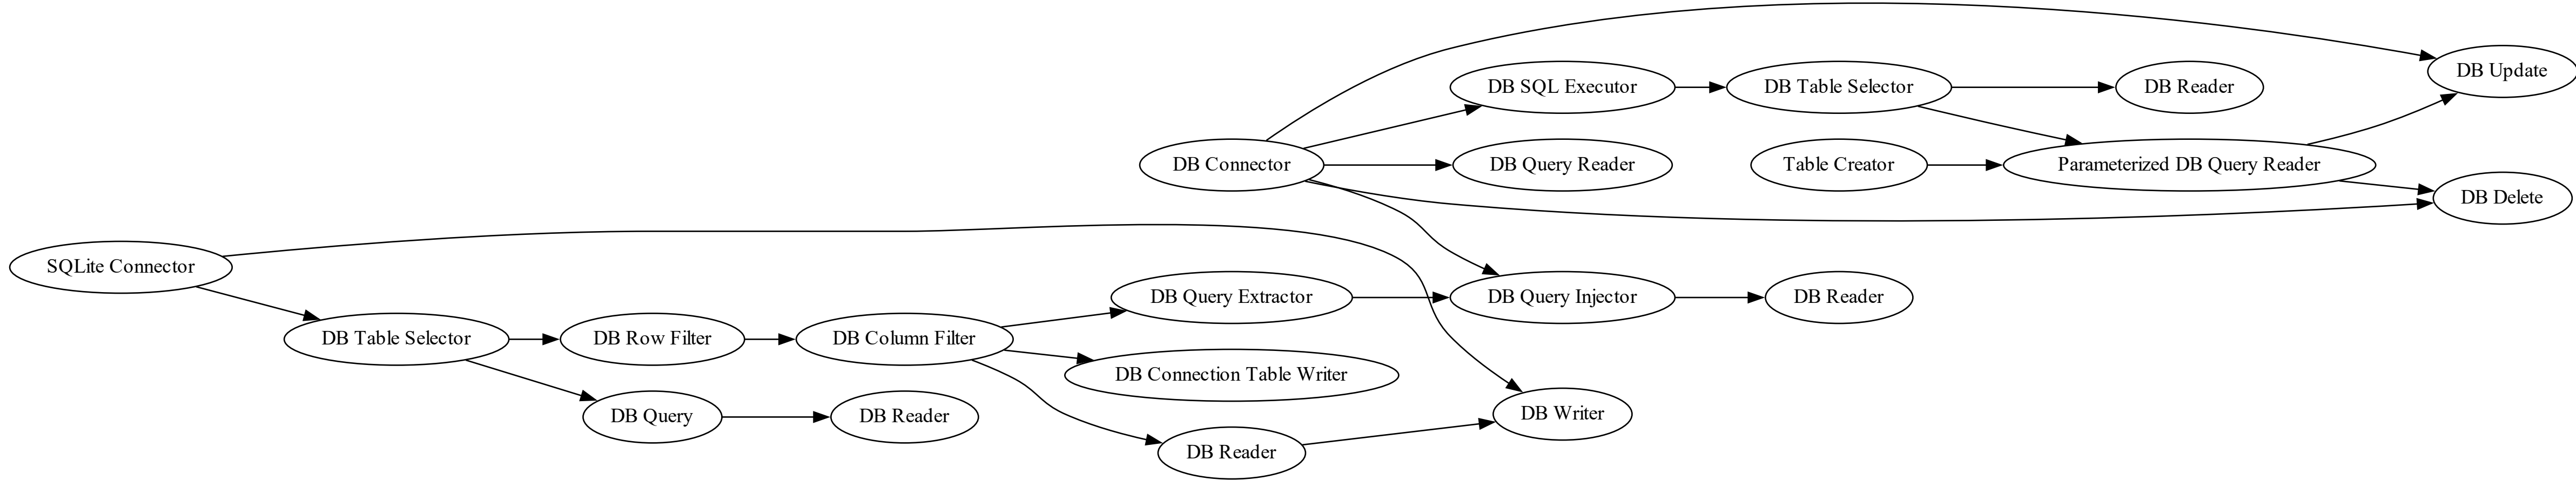 DB Update
DB SQL Executor
DB Table Selector
DB Reader
DB Connector
DB Query Reader
Table Creator
Parameterized DB Query Reader
DB Delete
SQLite Connector
DB Query Extractor
DB Query Injector
DB Reader
DB Table Selector
DB Row Filter
DB Column Filter
DB Connection Table Writer
DB Query
DB Reader
DB Writer
DB Reader